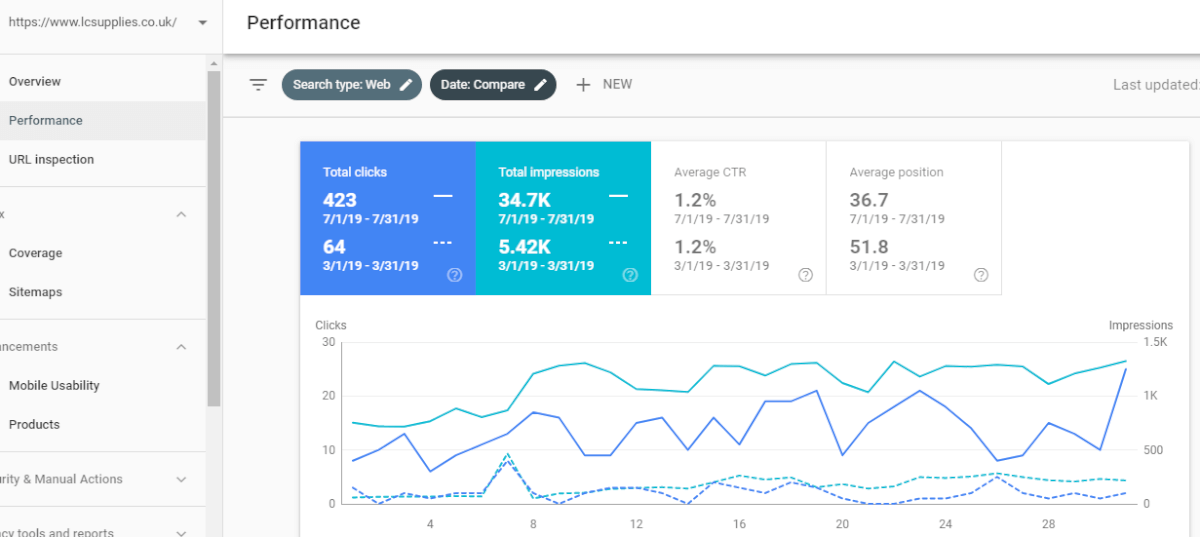 https://www.lcsupplies.co.uk/
Performance
Overview
Performance
URL inspection
x
Coverage
Sitemaps
ancements
Mobile Usability
Products
urity & Manual Actions
acy tools and reports
Search type: Web
Date: Compare
NEW
Last updated:
Total clicks
423
7/1/19 - 7/31/19
64
3/1/19 - 3/31/19
Total impressions
34.7K
7/1/19 - 7/31/19
5.42K
3/1/19 - 3/31/19
Average CTR
1.2%
7/1/19 - 7/31/19
1.2%
3/1/19 - 3/31/19
Average position
36.7
7/1/19 - 7/31/19
51.8
3/1/19 - 3/31/19
Clicks
Impressions
30
1.5K
20
1K
10
500
0
0
4 8 12 16 20 24 28